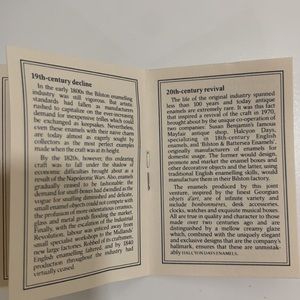 19th-century decline
In the early 1800s the Bilston enamelling
industry was still vigorous. But artistic
standards had fallen as manufacturers
rushed to capitalize on the ever-increasing
demand for inexpensive trifles which could
be exchanged as keepsakes. Nevertheless,
even these enamels with their naive charm
are today almost as eagerly sought by
collectors as the most perfect examples
made when the craft was at its height.
By the 1820s, however, this endearing
craft was to fall under the shadow of
economic difficulties brought about as a
result of the Napoleonic Wars. Also, enamels
gradually ceased to be fashionable: the
demand for snuff boxes had dwindled as the
vogue for snuffing diminished and delicate,
small enamel objects could not compete with
the profusion of more ostentatious ceramics,
glass and metal goods flooding the market.
Finally, with the escalation of the Industrial
Revolution, labour was enticed away from
small specialist workshops to the Midlands'
new large factories. Robbed of its craftsmen,
English enamelling faltered, and by 1840
production throughout the industry had
virtually ceased.
20th-century revival
The life of the original industry spanned
less than 100 years and today antique
enamels are extremely rare. It was this fact
that inspired a revival of the craft in 1970,
brought about by the unique co-operation of
two companies: Susan Benjamin's famous
Mayfair antique shop, Halcyon Days,
specializing in 18th-century English
enamels, and 'Bilston & Battersea Enamels',
originally manufacturers of enamels for
domestic usage. The former would design,
promote and market the enamel boxes and
other decorative objects and the latter, using
traditional English enamelling skills, would
manufacture them in their Bilston
workshops.
The enamels produced by this joint
venture, inspired by the finest Georgian
objets d'art, are of infinite variety and
include bonbonnières, desk accessories,
clocks, watches and exquisite musical boxes.
All are true in quality and character to those
made over two centuries ago and are
distinguished by a mellow creamy glaze
which, combined with the uniquely elegant
and exclusive designs that are the company's
hallmark, ensures that these are unmistak-
ably HALCYON DAYS ENAMELS.